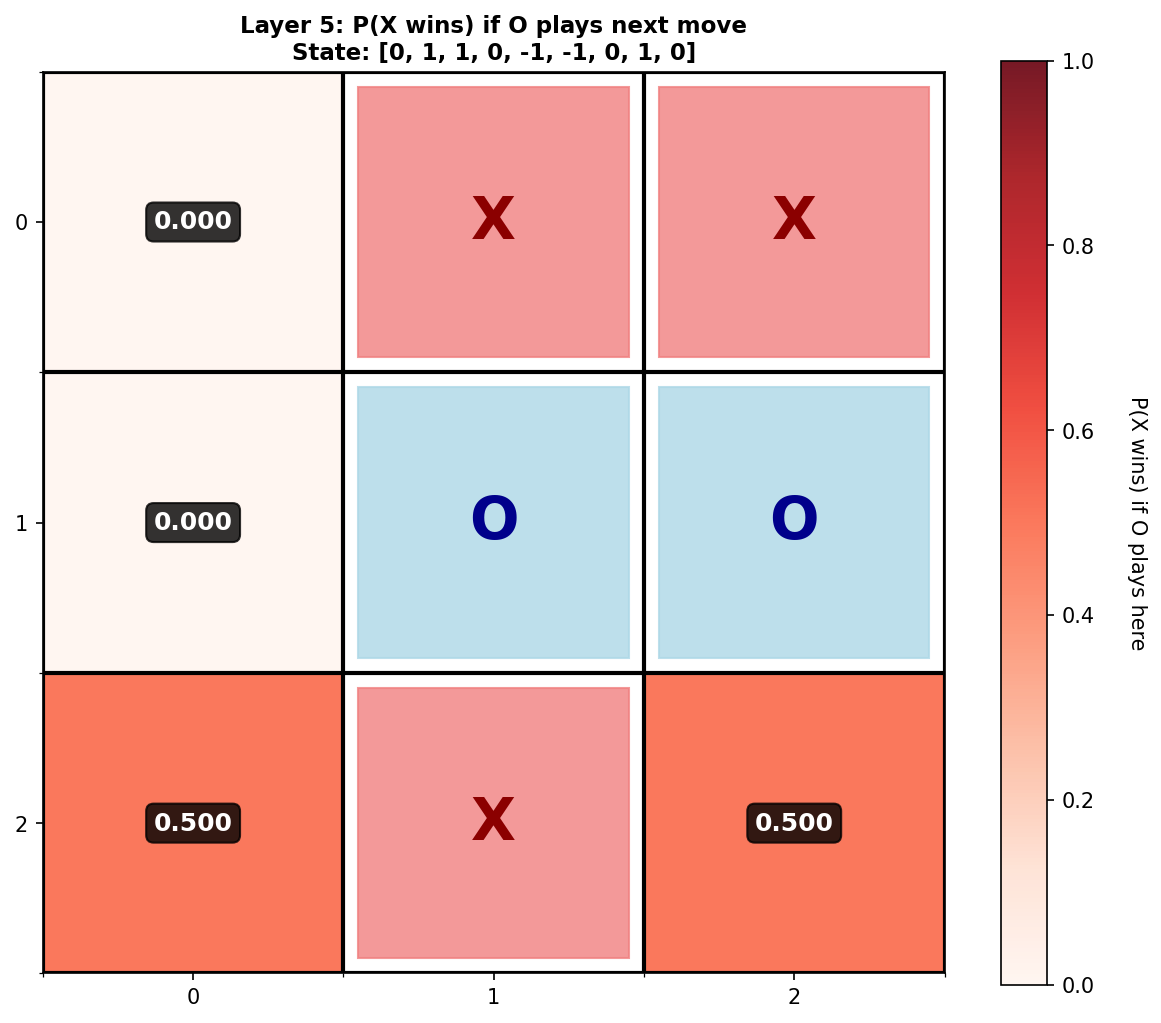 Layer 5: P(X wins) if O plays next move
State: [0, 1, 1, 0, -1, -1, 0, 1, 0]
0
0.000
X
X
1
0.000
O
O
2
0.500
X
0.500
0
1
2
1.0
0.8
0.6
0.4
0.2
0.0
P(X wins) if O plays here